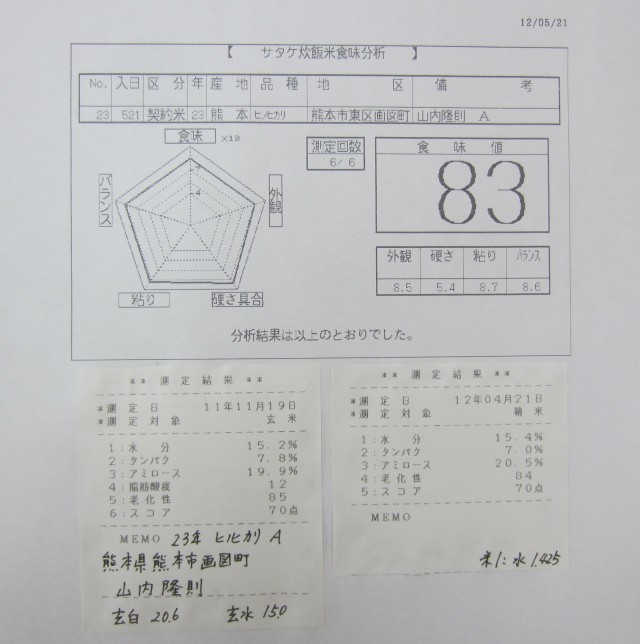 12/05/21
【 サタケ炊飯米食味分析 】
No. 入日 区分 年 産地 品種 地区 備考
23 521 契約米 23 熊本 ヒノヒカリ 熊本市東区画図町 山内隆則 A
食味 ×10
7
4
バランス
外観
粘り
硬さ具合
測定回数
6/ 6
食味値
83
外観 硬さ 粘り バランス
8.5 5.4 8.7 8.6
分析結果は以上のとおりでした。
** 測定結果 **
*測定日 11年11月19日
*測定対象 玄米
1:水分 15.2%
2:タンパク 7.8%
3:アミロース 19.9%
4:脂肪酸度 12
5:老化性 85
6:スコア 70点
MEMO 23年 ヒノヒカリ A
熊本県熊本市画図町
山内隆則
玄白 20.6 玄水 15.0
** 測定結果 **
*測定日 12年04月21日
*測定対象 精米
1:水分 15.4%
2:タンパク 7.0%
3:アミロース 20.5%
4:老化性 84
5:スコア 70点
MEMO
米1:水1.425